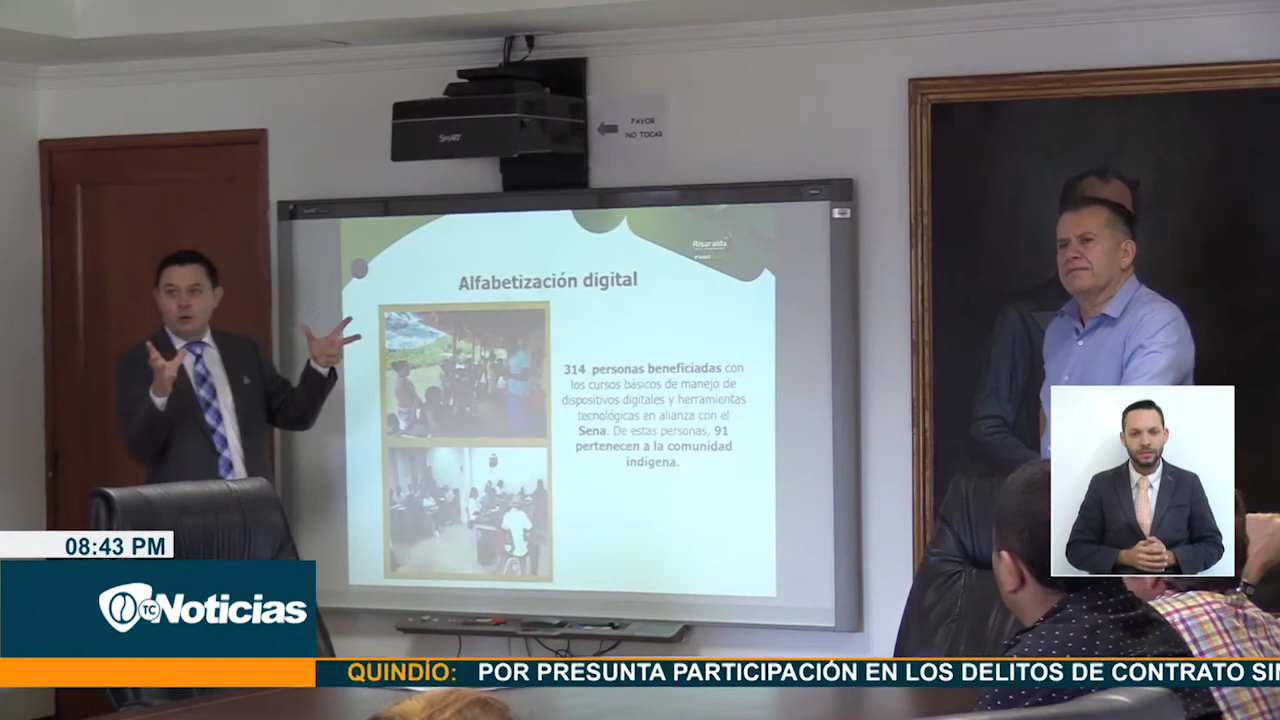 SMART
FAVOR
NO TOCAR
Risaralda
Alfabetización digital
314 personas beneficiadas con
los cursos básicos de manejo de
dispositivos digitales y herramientas
tecnológicas en alianza con el
Sena. De estas personas, 91
pertenecen a la comunidad
indígena.
08:43 PM
TC Noticias
QUINDÍO: POR PRESUNTA PARTICIPACIÓN EN LOS DELITOS DE CONTRATO SI